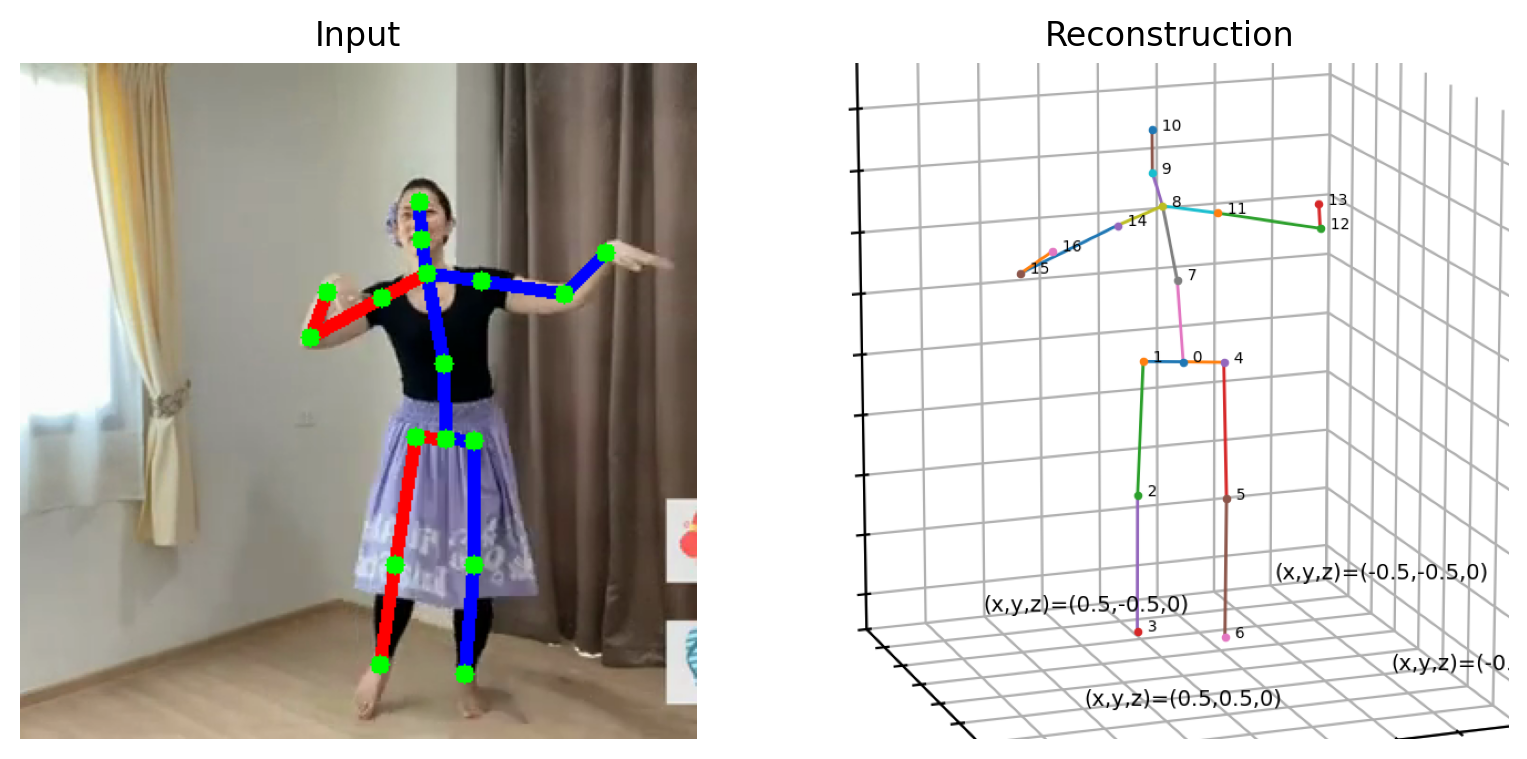 Input
Reconstruction
10
9
8
11
13
12
14
16
15
7
1
0
4
2
5
3
6
(x,y,z)=(-0.5,-0.5,0)
(x,y,z)=(0.5,-0.5,0)
(x,y,z)=(-0.
(x,y,z)=(0.5,0.5,0)